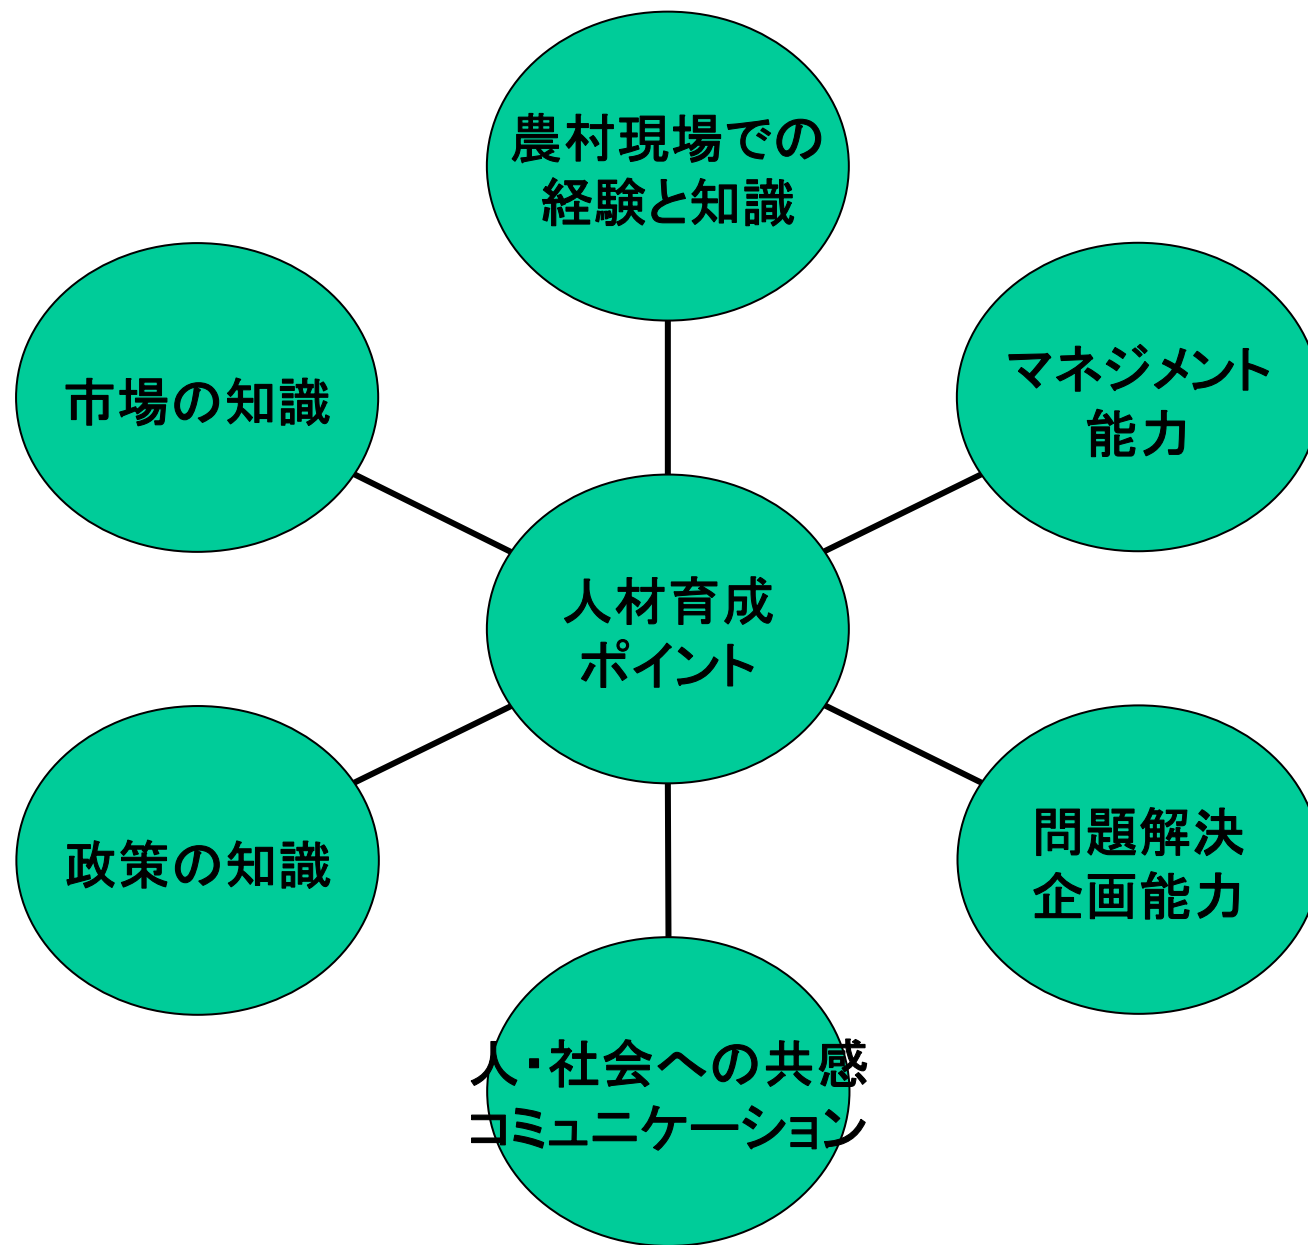 農村現場での
経験と知識
市場の知識
マネジメント
能力
人材育成
ポイント
政策の知識
問題解決
企画能力
人・社会への共感
コミュニケーション